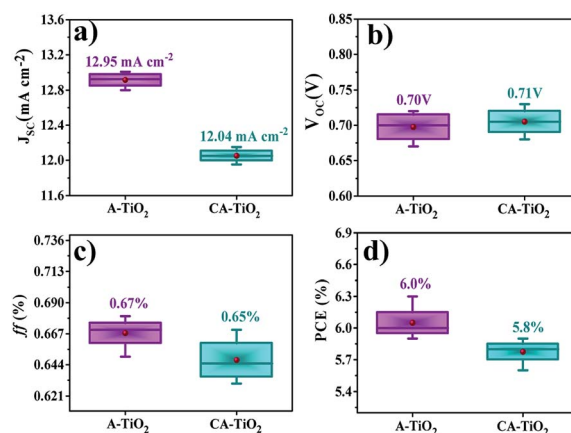 a)
J_SC(mA cm⁻²)
13.6
13.2
12.8
12.4
12.0
11.6
12.95 mA cm⁻²
12.04 mA cm⁻²
A-TiO₂
CA-TiO₂
b)
V_OC(V)
0.85
0.80
0.75
0.70
0.65
0.60
0.70V
0.71V
A-TiO₂
CA-TiO₂
c)
ff (%)
0.736
0.713
0.690
0.667
0.644
0.621
0.67%
0.65%
A-TiO₂
CA-TiO₂
d)
PCE (%)
6.9
6.6
6.3
6.0
5.7
5.4
6.0%
5.8%
A-TiO₂
CA-TiO₂